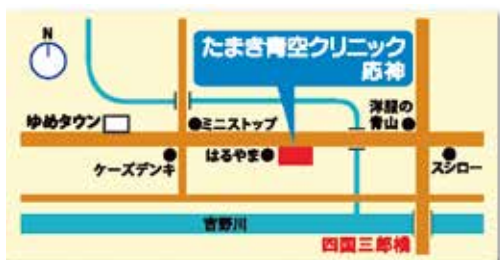 N
たまき青空クリニック
応神
ゆめタウン
ミニストップ
洋服の
青山
ケーズデンキ
はるやま
スシロー
吉野川
四国三郎橋